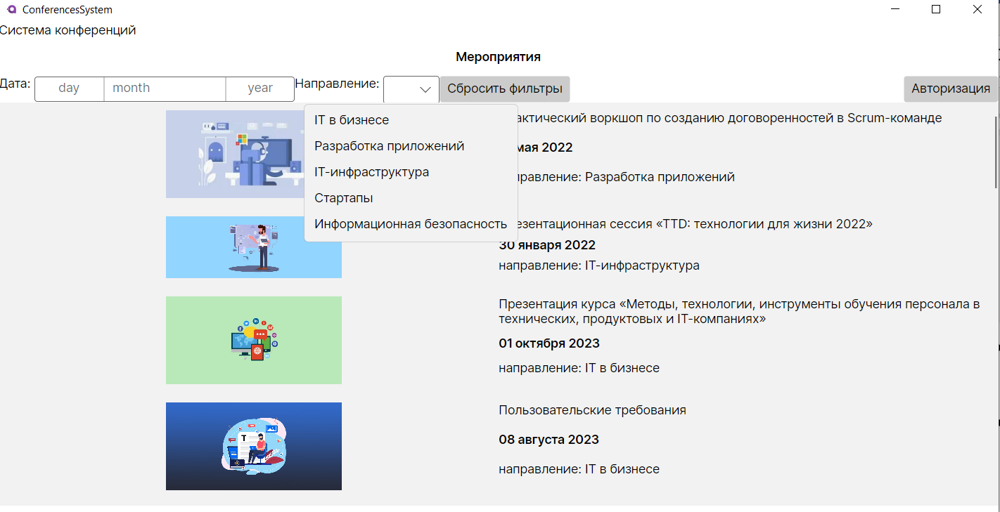 ConferencesSystem
Система конференций
Мероприятия
Дата: day month year Направление: Сбросить фильтры Авторизация
IT в бизнесе
Разработка приложений
IT-инфраструктура
Стартапы
Информационная безопасность
воркшоп по созданию договоренностей в Scrum-команде
мая 2022
Разработка приложений
сессия «TTD: технологии для жизни 2022»
30 января 2022
направление: IT-инфраструктура
Презентация курса «Методы, технологии, инструменты обучения персонала в
технических, продуктовых и IT-компаниях»
01 октября 2023
направление: IT в бизнесе
Пользовательские требования
08 августа 2023
направление: IT в бизнесе